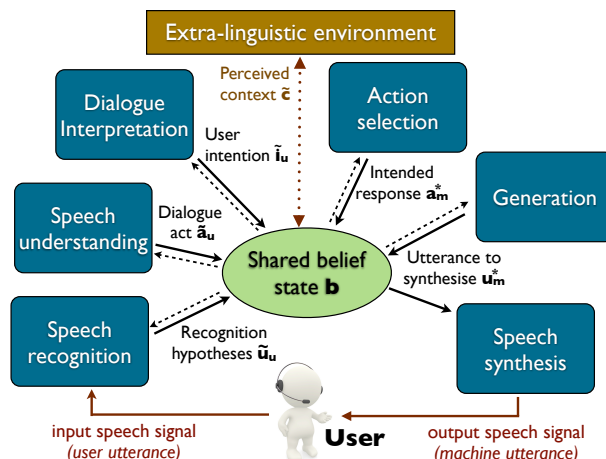 Extra-linguistic environment
Perceived
context c̃
Dialogue
Interpretation
Action
selection
User
intention ĩᵤ
Intended
response a*ₘ
Generation
Speech
understanding
Dialogue
act ãᵤ
Shared belief
state b
Utterance to
synthesise u*ₘ
Speech
recognition
Recognition
hypotheses ũᵤ
Speech
synthesis
User
input speech signal
(user utterance)
output speech signal
(machine utterance)